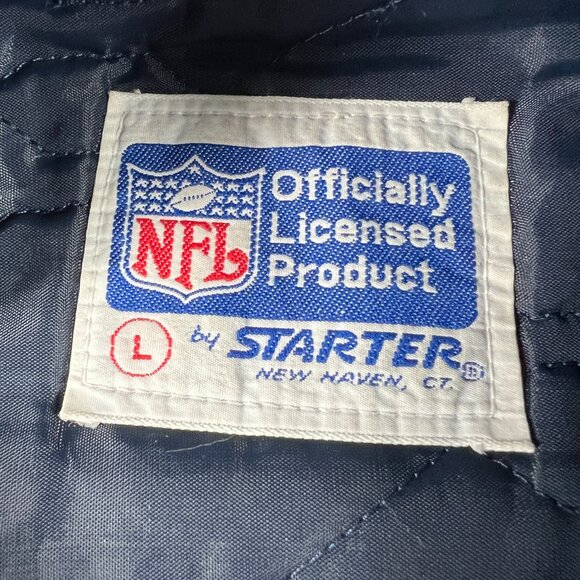 NFL
Officially
Licensed
Product
L
by STARTER
NEW HAVEN, CT.